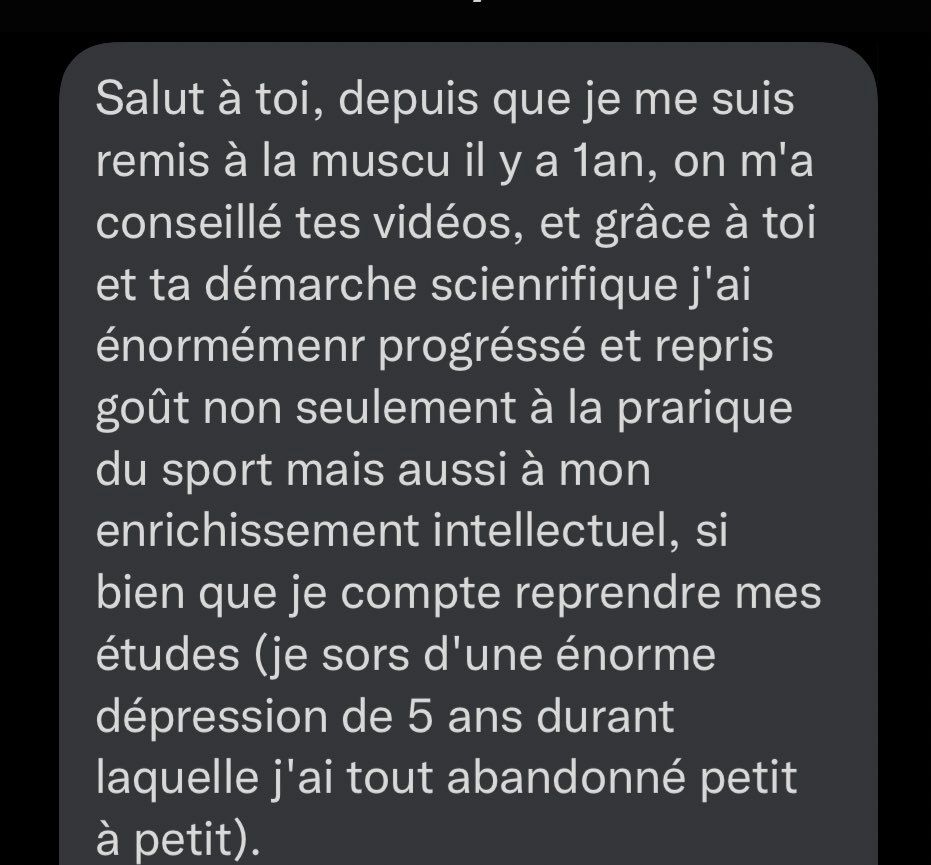 Salut à toi, depuis que je me suis
remis à la muscu il y a 1an, on m'a
conseillé tes vidéos, et grâce à toi
et ta démarche scienrifique j'ai
énormémenr progréssé et repris
goût non seulement à la prarique
du sport mais aussi à mon
enrichissement intellectuel, si
bien que je compte reprendre mes
études (je sors d'une énorme
dépression de 5 ans durant
laquelle j'ai tout abandonné petit
à petit).